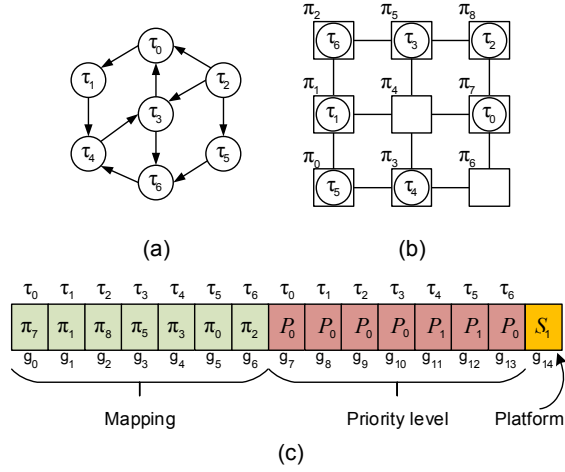 τ0
τ1
τ2
τ3
τ4
τ5
τ6
(a)
π2 π5 π8
τ6 τ3 τ2
π1 π4 π7
τ1 τ0
π0 π3 π6
τ5 τ4
(b)
τ0 τ1 τ2 τ3 τ4 τ5 τ6 τ0 τ1 τ2 τ3 τ4 τ5 τ6
π7 π1 π8 π5 π3 π0 π2 P0 P0 P0 P0 P1 P1 P0 S1
g0 g1 g2 g3 g4 g5 g6 g7 g8 g9 g10 g11 g12 g13 g14
Mapping Priority level Platform
(c)